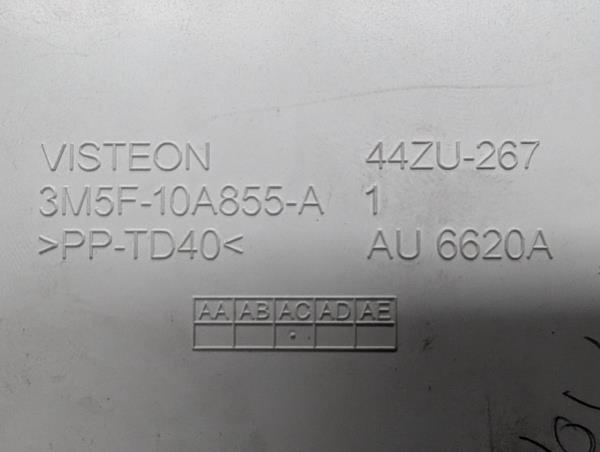 VISTEON 44ZU-267
3M5F-10A855-A 1
>PP-TD40< AU 6620A
AA AB AC AD AE